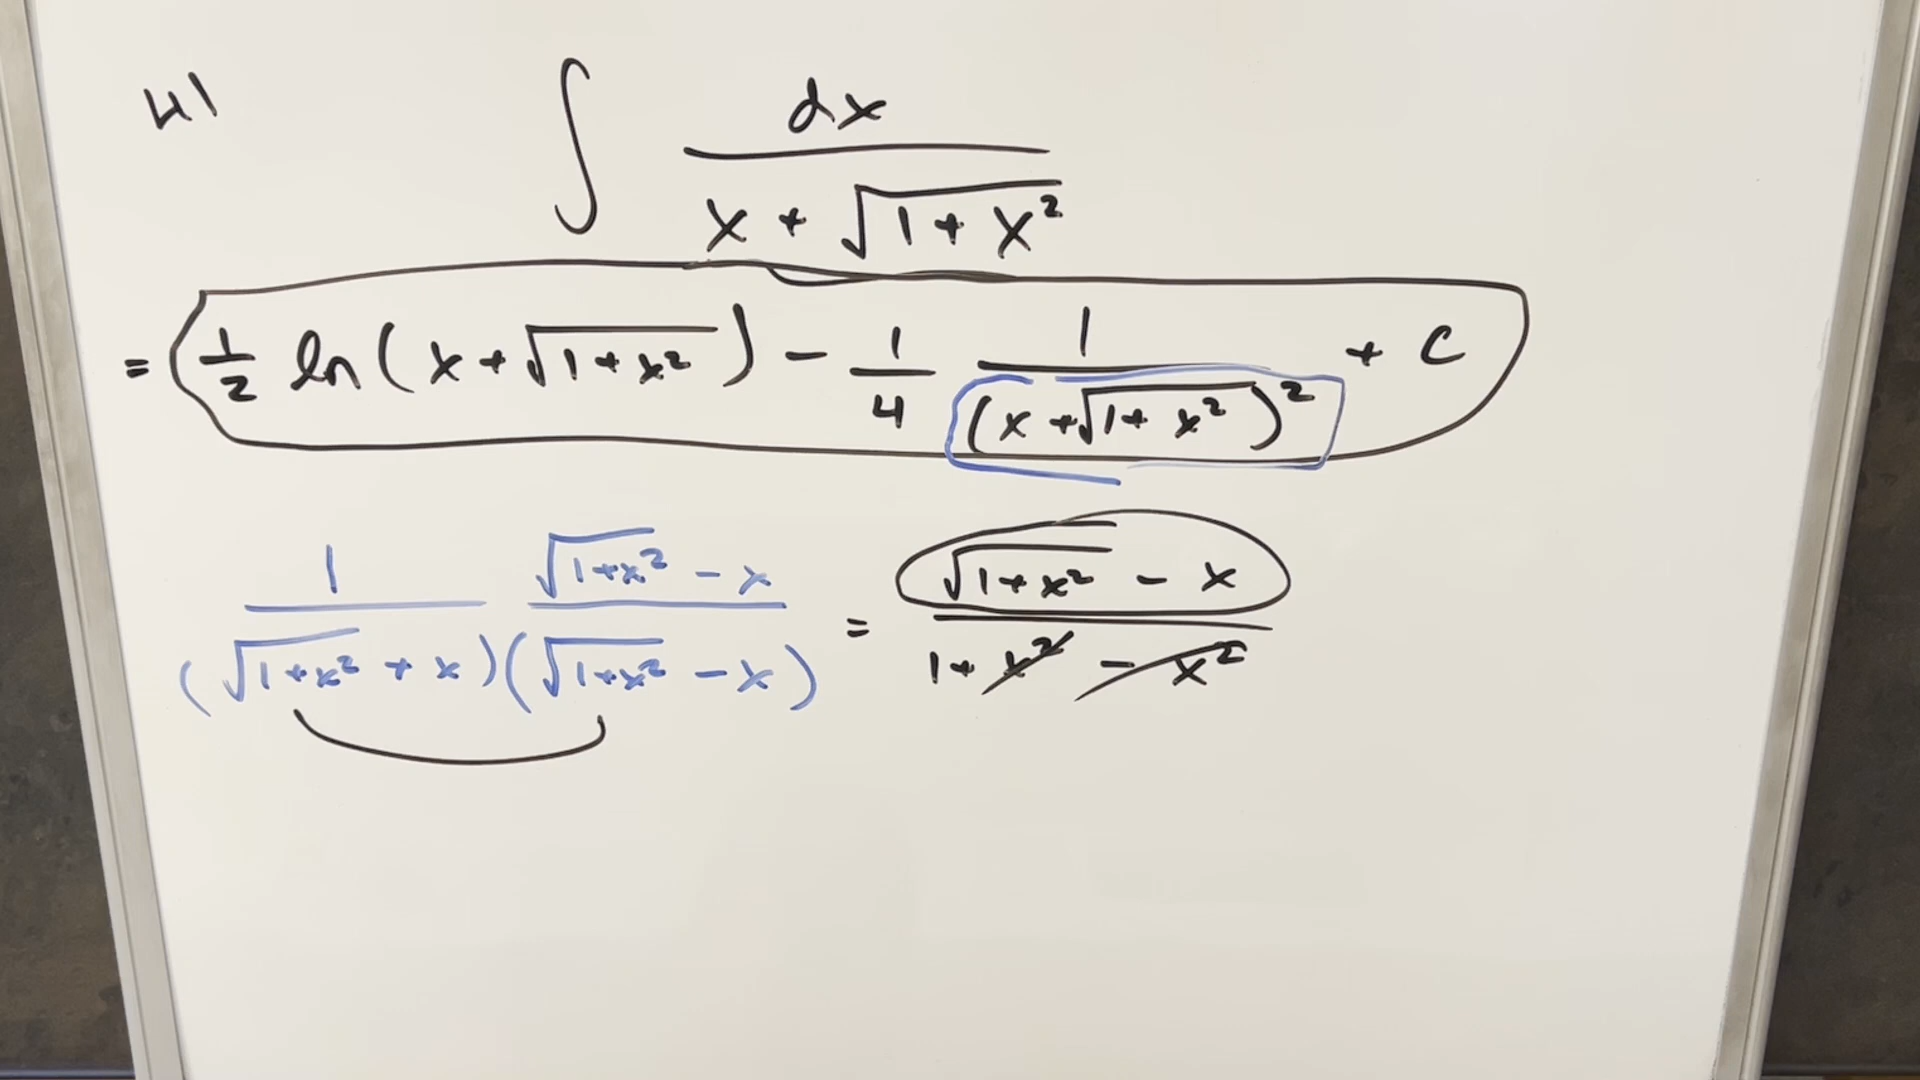 41
∫ dx / (x + √(1 + x²))
= ½ ln(x + √(1 + x²)) − 1/4 1/(x + √(1 + x²))² + C
1/(√(1+x²) + x) (√(1+x²) − x)/(√(1+x²) − x) = (√(1+x²) − x)/(1 + x² − x²)